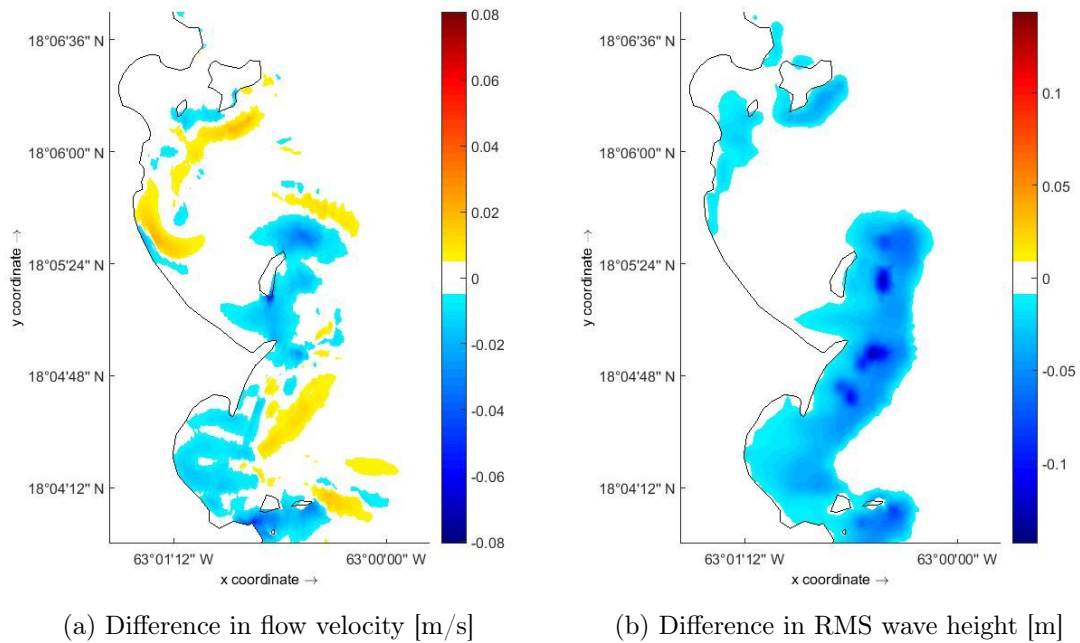 18°06'36" N
18°06'00" N
18°05'24" N
18°04'48" N
18°04'12" N
y coordinate →
63°01'12" W
63°00'00" W
x coordinate →
0.08
0.06
0.04
0.02
0
-0.02
-0.04
-0.06
-0.08
(a) Difference in flow velocity [m/s]
18°06'36" N
18°06'00" N
18°05'24" N
18°04'48" N
18°04'12" N
y coordinate →
63°01'12" W
63°00'00" W
x coordinate →
0.1
0.05
0
-0.05
-0.1
(b) Difference in RMS wave height [m]